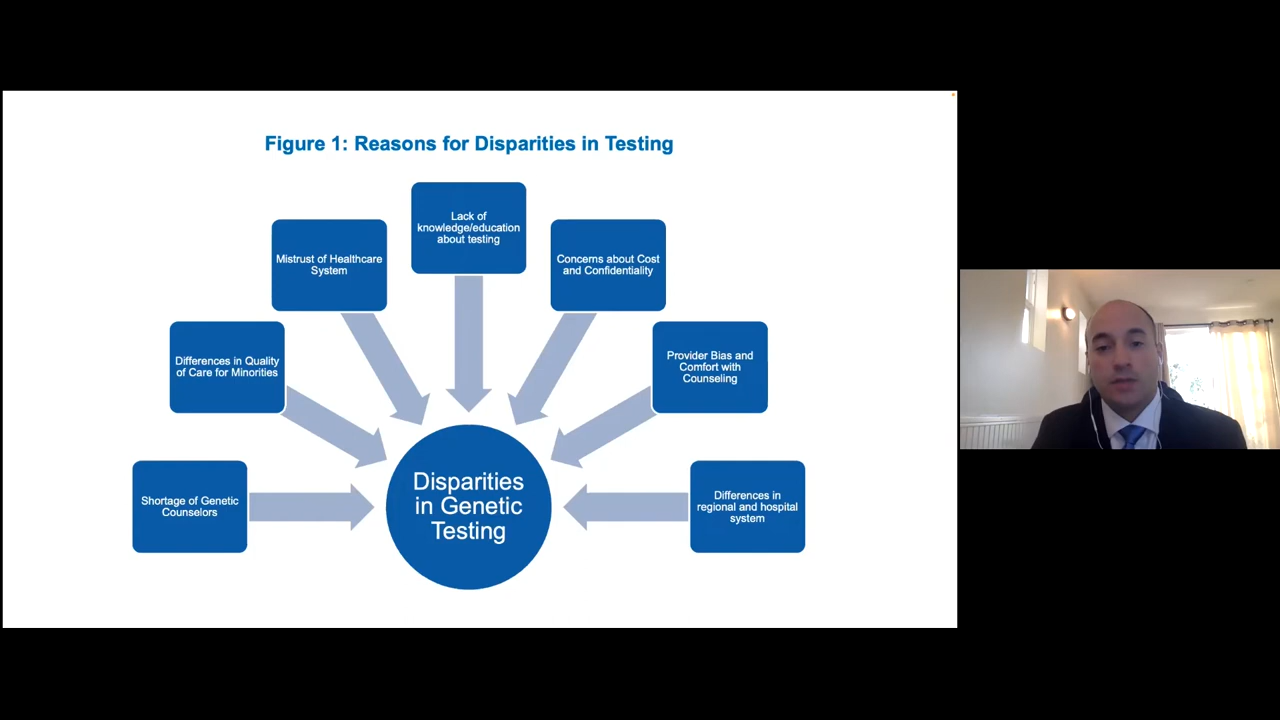 Figure 1: Reasons for Disparities in Testing
Lack of
knowledge/education
about testing
Mistrust of Healthcare
System
Concerns about Cost
and Confidentiality
Differences in Quality
of Care for Minorities
Provider Bias and
Comfort with
Counseling
Shortage of Genetic
Counselors
Disparities
in Genetic
Testing
Differences in
regional and hospital
system